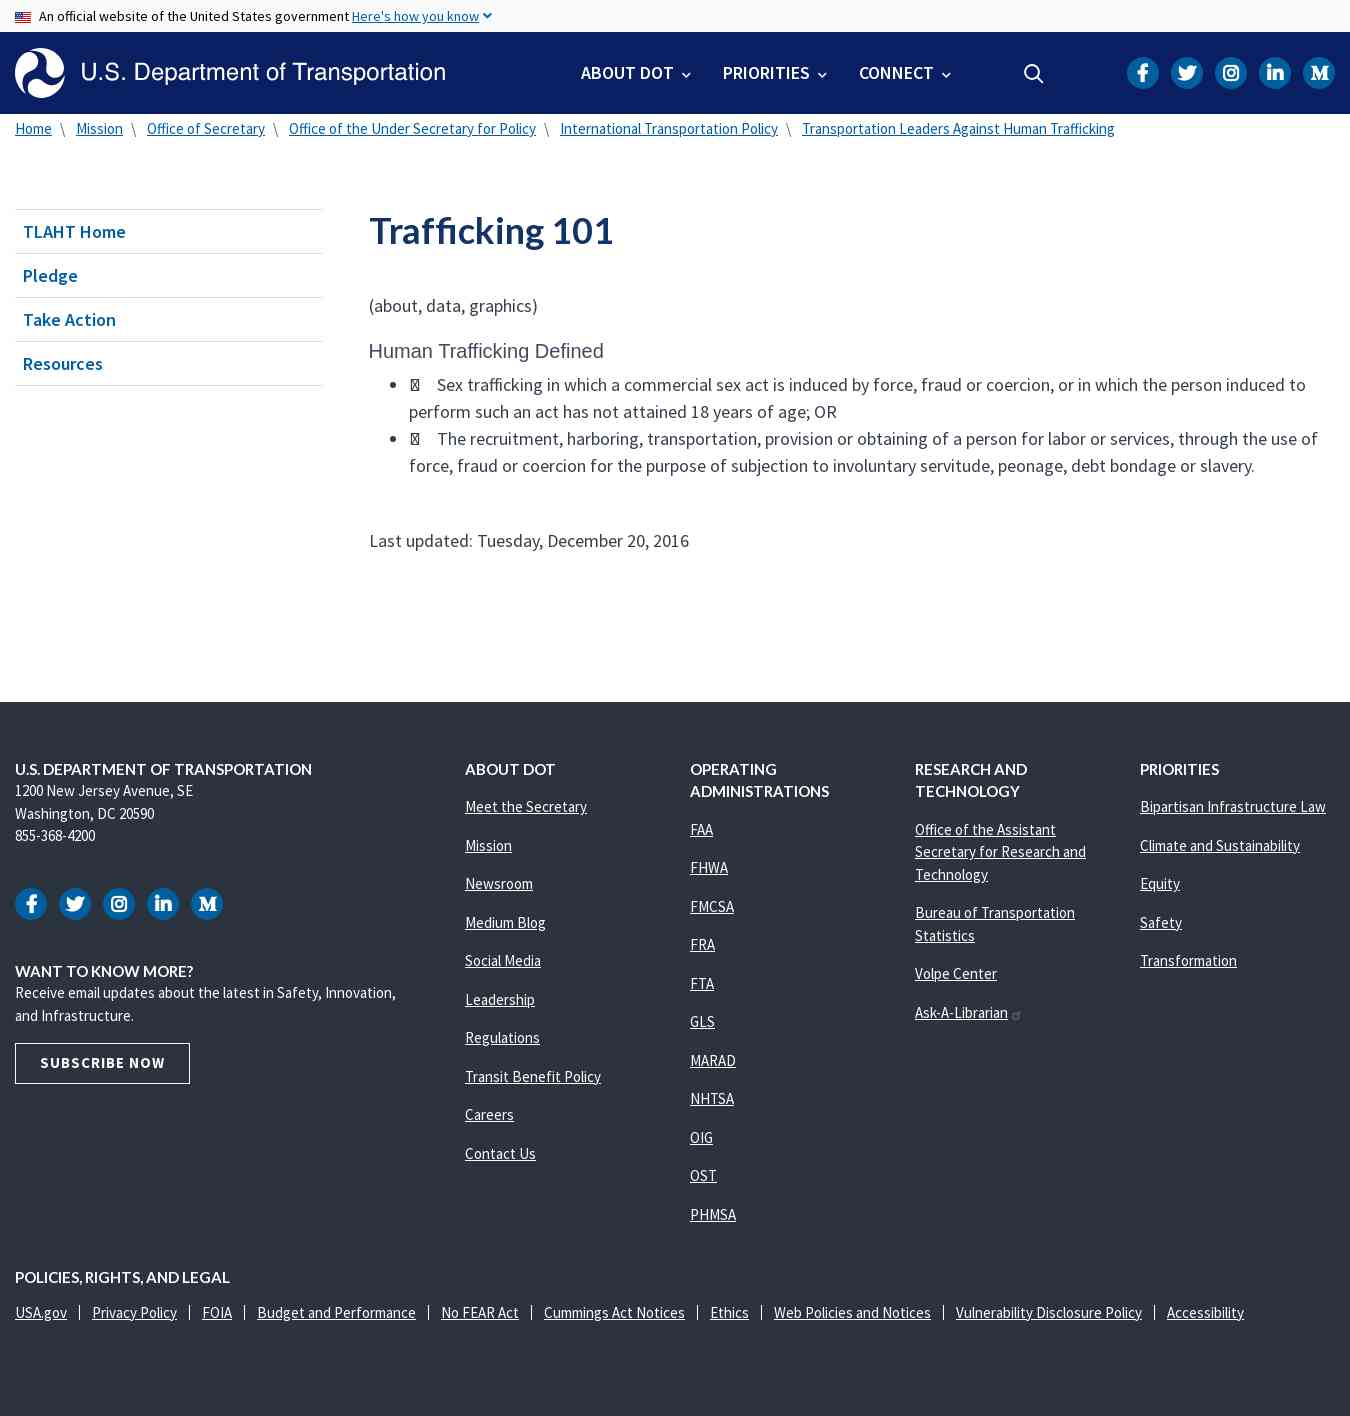 An official website of the United States government Here's how you know
U.S. Department of Transportation
ABOUT DOT
PRIORITIES
CONNECT
Home \ Mission \ Office of Secretary \ Office of the Under Secretary for Policy \ International Transportation Policy \ Transportation Leaders Against Human Trafficking
TLAHT Home
Pledge
Take Action
Resources
Trafficking 101
(about, data, graphics)
Human Trafficking Defined
Sex trafficking in which a commercial sex act is induced by force, fraud or coercion, or in which the person induced to
perform such an act has not attained 18 years of age; OR
The recruitment, harboring, transportation, provision or obtaining of a person for labor or services, through the use of
force, fraud or coercion for the purpose of subjection to involuntary servitude, peonage, debt bondage or slavery.
Last updated: Tuesday, December 20, 2016
U.S. DEPARTMENT OF TRANSPORTATION
1200 New Jersey Avenue, SE
Washington, DC 20590
855-368-4200
WANT TO KNOW MORE?
Receive email updates about the latest in Safety, Innovation,
and Infrastructure.
SUBSCRIBE NOW
ABOUT DOT
Meet the Secretary
Mission
Newsroom
Medium Blog
Social Media
Leadership
Regulations
Transit Benefit Policy
Careers
Contact Us
OPERATING
ADMINISTRATIONS
FAA
FHWA
FMCSA
FRA
FTA
GLS
MARAD
NHTSA
OIG
OST
PHMSA
RESEARCH AND
TECHNOLOGY
Office of the Assistant
Secretary for Research and
Technology
Bureau of Transportation
Statistics
Volpe Center
Ask-A-Librarian
PRIORITIES
Bipartisan Infrastructure Law
Climate and Sustainability
Equity
Safety
Transformation
POLICIES, RIGHTS, AND LEGAL
USA.gov | Privacy Policy | FOIA | Budget and Performance | No FEAR Act | Cummings Act Notices | Ethics | Web Policies and Notices | Vulnerability Disclosure Policy | Accessibility